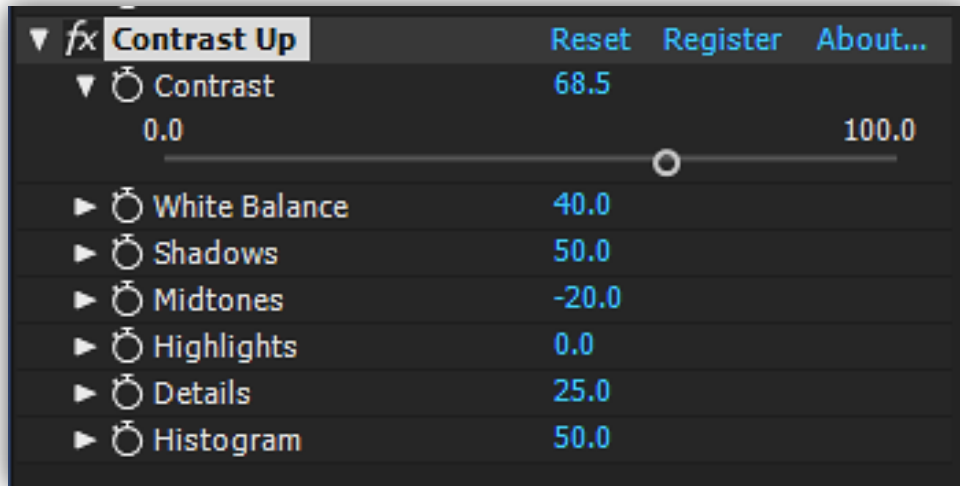 fx Contrast Up Reset Register About...
Contrast 68.5
0.0 100.0
White Balance 40.0
Shadows 50.0
Midtones -20.0
Highlights 0.0
Details 25.0
Histogram 50.0